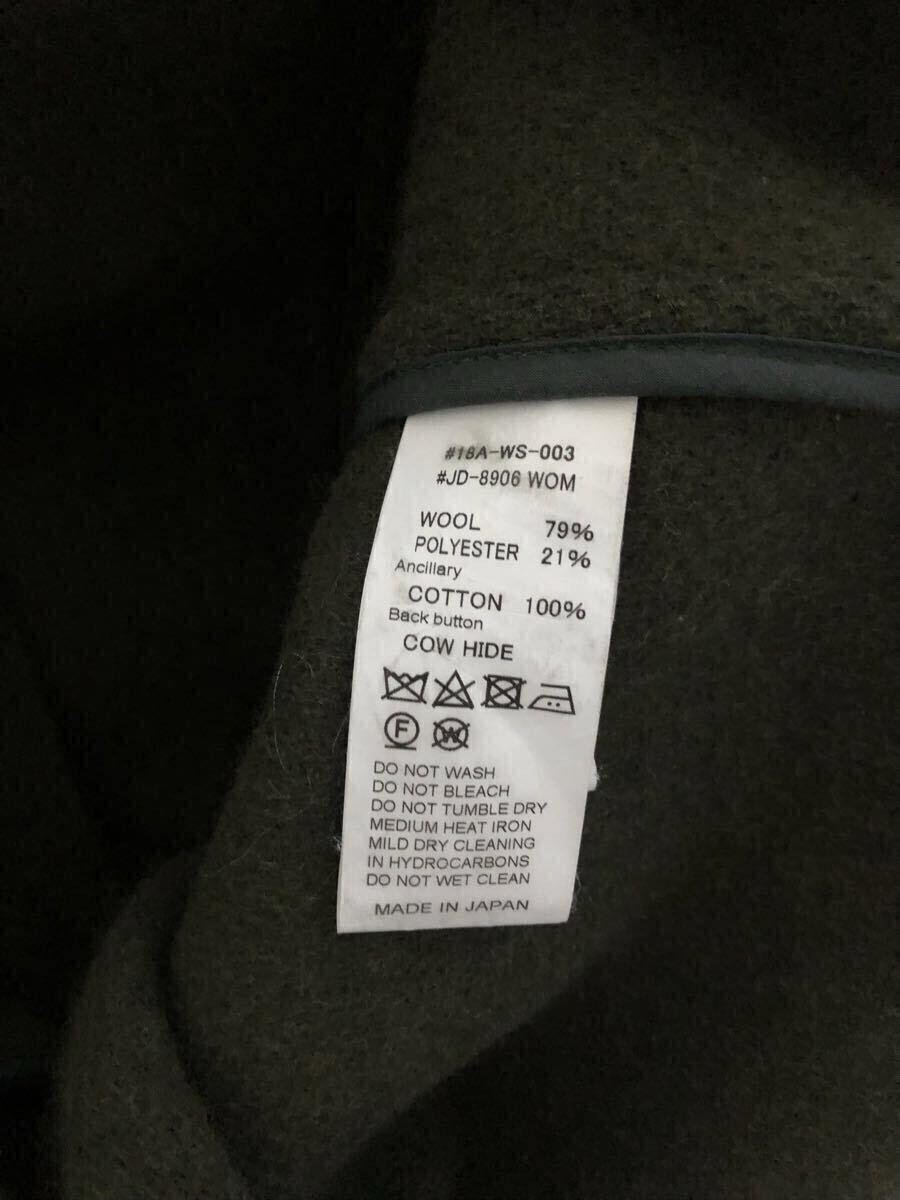 #18A-WS-003
#JD-8906 WOM
WOOL 79%
POLYESTER 21%
Ancillary
COTTON 100%
Back button
COW HIDE
F W
DO NOT WASH
DO NOT BLEACH
DO NOT TUMBLE DRY
MEDIUM HEAT IRON
MILD DRY CLEANING
IN HYDROCARBONS
DO NOT WET CLEAN
MADE IN JAPAN